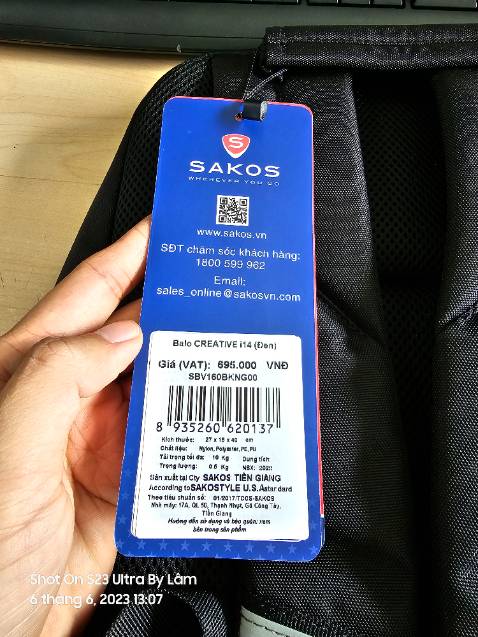 S
SAKOS
WHEREVER YOU GO
www.sakos.vn
SĐT chăm sóc khách hàng:
1800 599 962
Email:
sales_online@sakosvn.com
Balo CREATIVE i14 (Đen)
Giá (VAT): 695.000 VNĐ
SBV160BKNG00
8 935260 620137
Kích thước: 27 x 15 x 40 cm
Chất liệu: Nylon, Polyester, PE, PU
Tải trọng tối đa: 10 Kg Dung tích:
Trọng lượng: 0.6 Kg NSX:
Sản xuất tại Cty SAKOS TIỀN GIANG
According to SAKOSTYLE U.S.A standard
Theo tiêu chuẩn số: 01/2017/TCCS-SAKOS
Nhà máy: 17A, QL 50, Thạnh Nhựt, Gò Công Tây,
Tiền Giang
Hướng dẫn sử dụng và bảo quản: xem
bên trong sản phẩm
Shot On S23 Ultra By Lâm
6 tháng 6, 2023 13:07